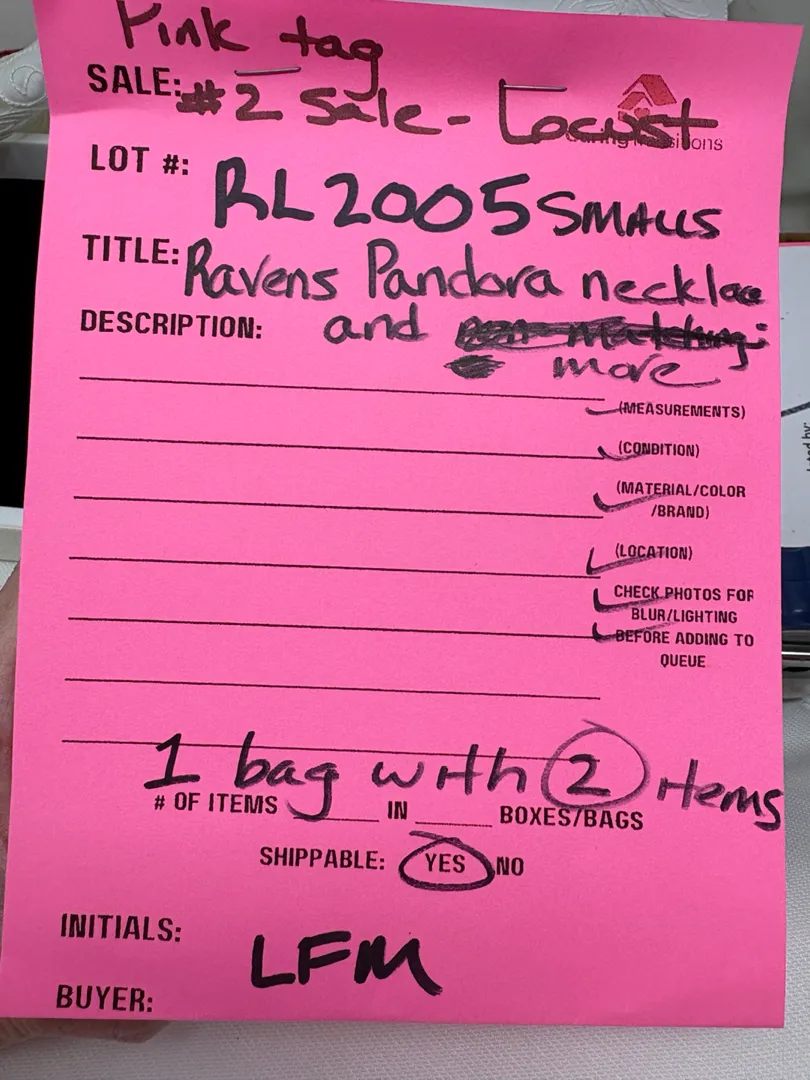 Pink tag
SALE: #2 Sale - Locust
LOT #: RL2005 SMALLS
TITLE: Ravens Pandora necklace
DESCRIPTION: and
more
(MEASUREMENTS)
(CONDITION)
(MATERIAL/COLOR
/BRAND)
(LOCATION)
CHECK PHOTOS FOR
BLUR/LIGHTING
BEFORE ADDING TO
QUEUE
1 bag with 2 items
# OF ITEMS ______ IN ______ BOXES/BAGS
SHIPPABLE: YES NO
INITIALS: LFM
BUYER: